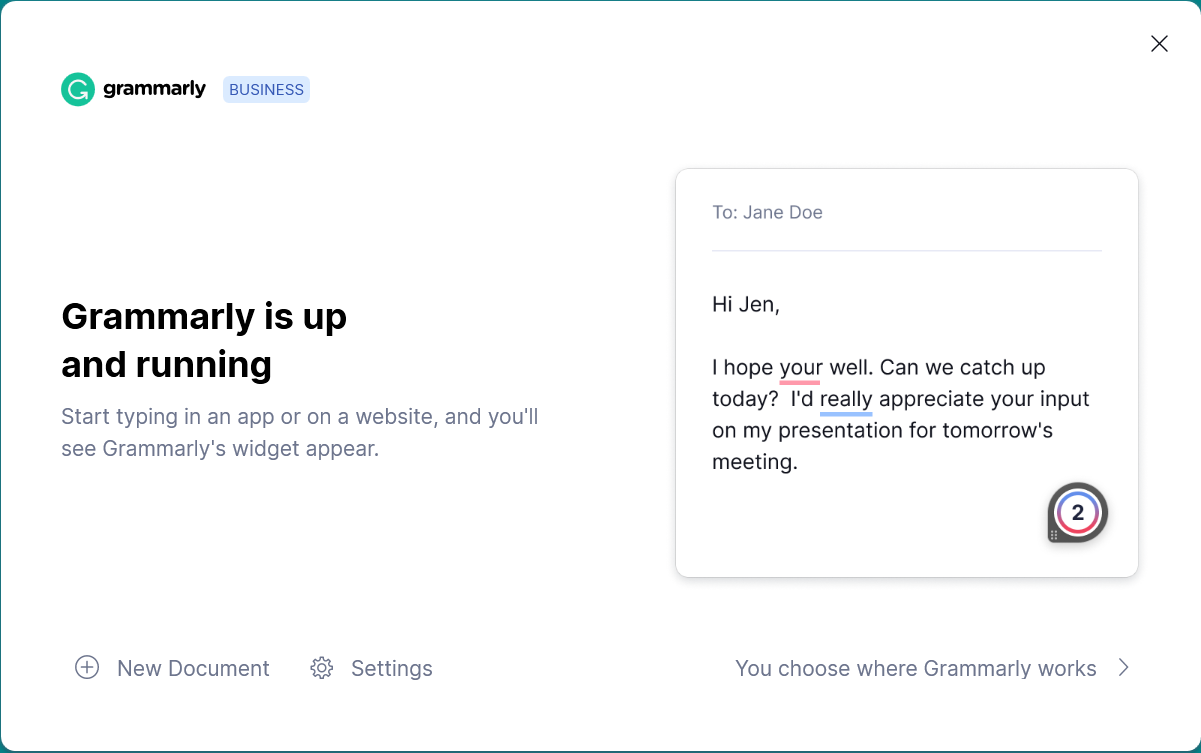 grammarly BUSINESS
To: Jane Doe
Hi Jen,
I hope your well. Can we catch up
today?  I'd really appreciate your input
on my presentation for tomorrow's
meeting.
2
Grammarly is up
and running
Start typing in an app or on a website, and you'll
see Grammarly's widget appear.
New Document
Settings
You choose where Grammarly works